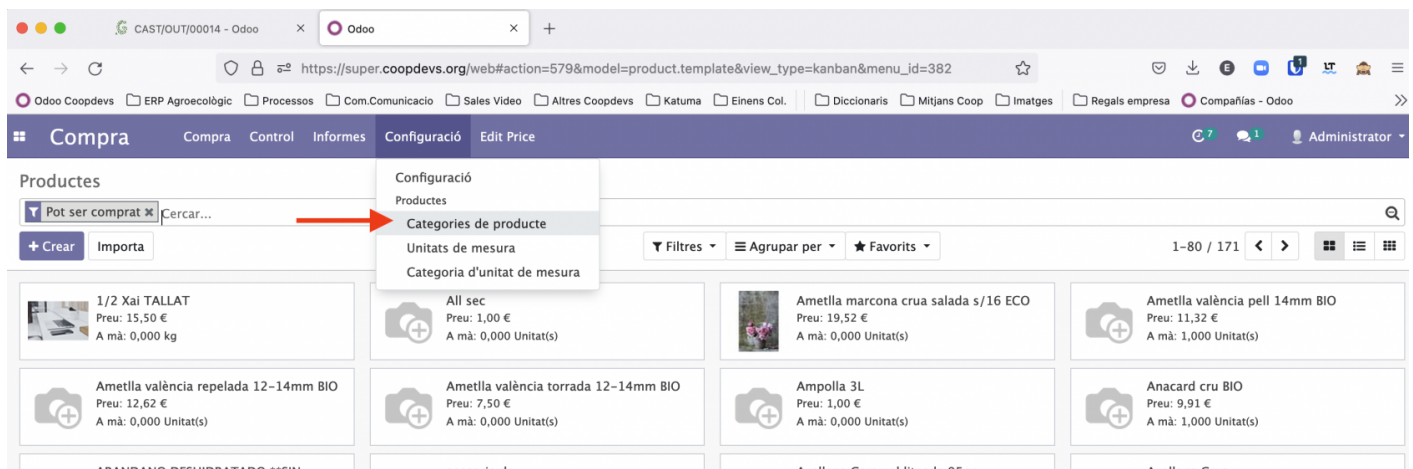 CAST/OUT/00014 - Odoo
Odoo
https://super.coopdevs.org/web#action=579&model=product.template&view_type=kanban&menu_id=382
Odoo Coopdevs ERP Agroecològic Processos Com.Comunicacio Sales Video Altres Coopdevs Katuma Einens Col. Diccionaris Mitjans Coop Imatges Regals empresa Compañías - Odoo
Compra Compra Control Informes Configuració Edit Price 7 1 Administrator
Productes
Configuració
Productes
Categories de producte
Unitats de mesura
Categoria d'unitat de mesura
Pot ser comprat Cercar...
+ Crear Importa Filtres Agrupar per Favorits 1-80 / 171
1/2 Xai TALLAT
Preu: 15,50 €
A mà: 0,000 kg
All sec
Preu: 1,00 €
A mà: 0,000 Unitat(s)
Ametlla marcona crua salada s/16 ECO
Preu: 19,52 €
A mà: 0,000 Unitat(s)
Ametlla valència pell 14mm BIO
Preu: 11,32 €
A mà: 1,000 Unitat(s)
Ametlla valència repelada 12-14mm BIO
Preu: 12,62 €
A mà: 0,000 Unitat(s)
Ametlla valència torrada 12-14mm BIO
Preu: 7,50 €
A mà: 0,000 Unitat(s)
Ampolla 3L
Preu: 1,00 €
A mà: 0,000 Unitat(s)
Anacard cru BIO
Preu: 9,91 €
A mà: 1,000 Unitat(s)